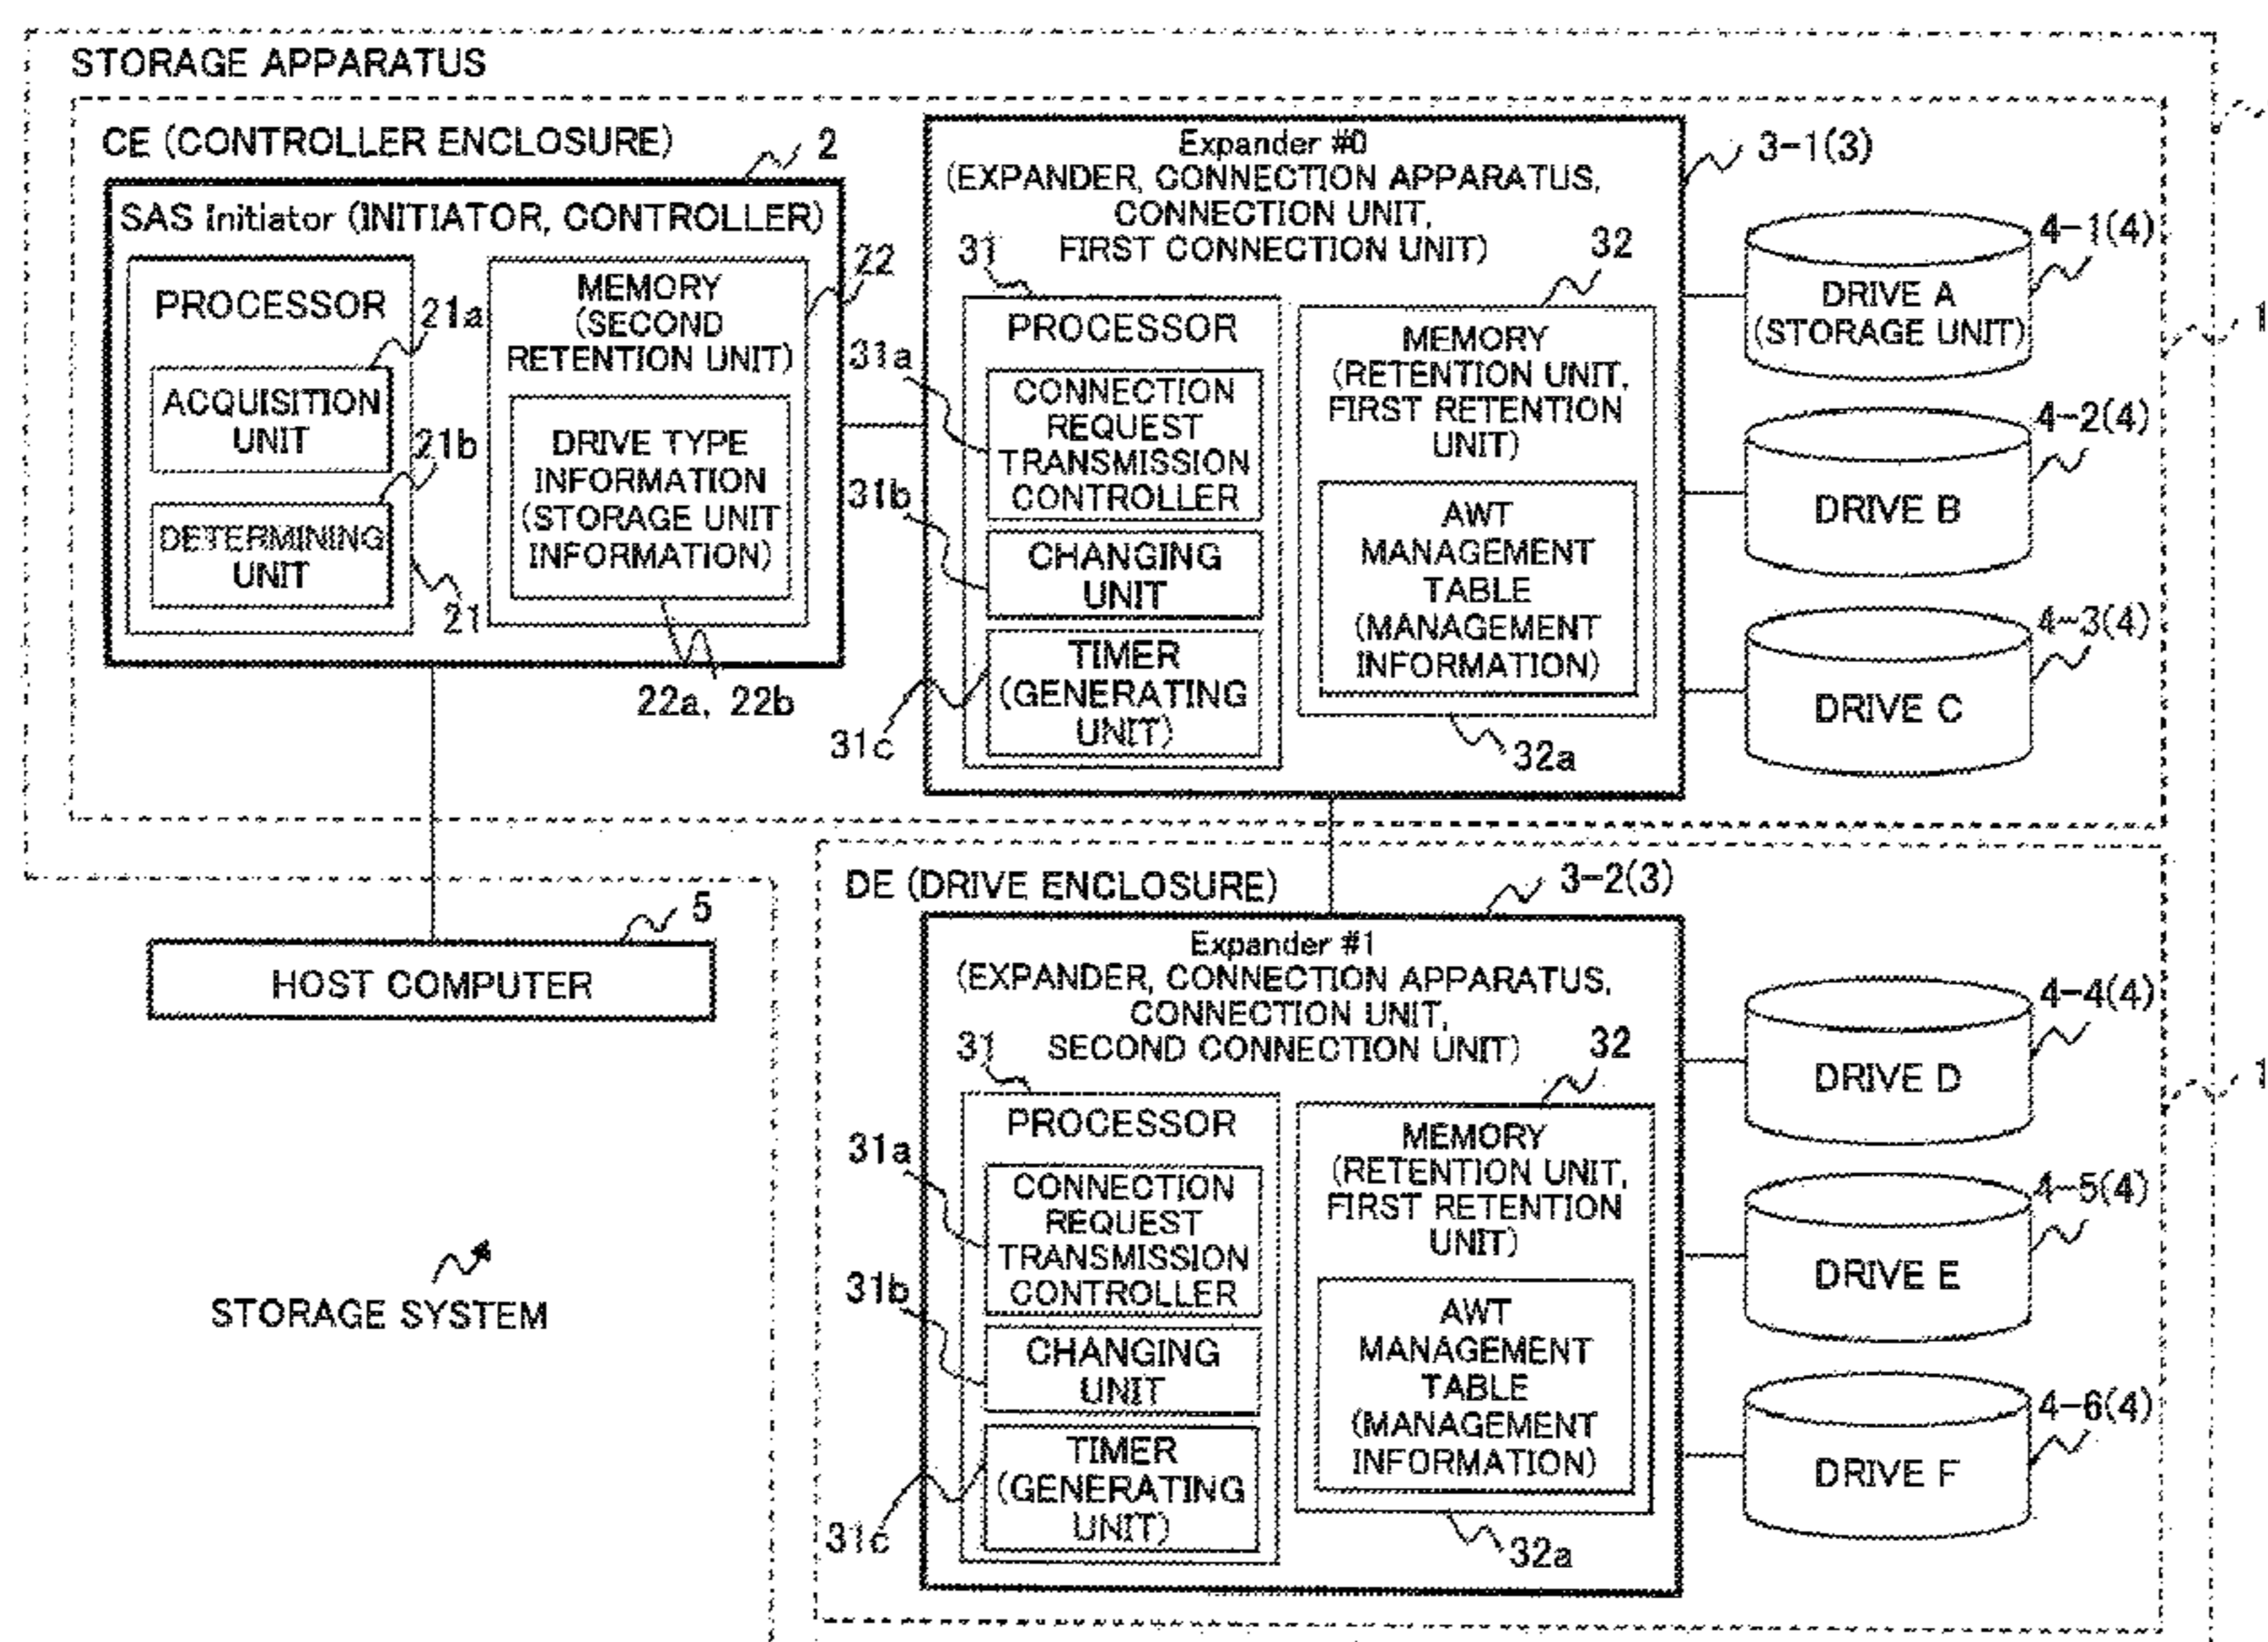 STORAGE APPARATUS
CE (CONTROLLER ENCLOSURE)
2
SAS Initiator (INITIATOR, CONTROLLER)
PROCESSOR
21a
ACQUISITION
UNIT
21b
DETERMINING
UNIT
21
22
MEMORY
(SECOND
RETENTION UNIT)
DRIVE TYPE
INFORMATION
(STORAGE UNIT
INFORMATION)
22a, 22b
Expander #0
(EXPANDER, CONNECTION APPARATUS,
CONNECTION UNIT,
FIRST CONNECTION UNIT)
3-1(3)
31
PROCESSOR
31a
CONNECTION
REQUEST
TRANSMISSION
CONTROLLER
31b
CHANGING
UNIT
31c
TIMER
(GENERATING
UNIT)
32
MEMORY
(RETENTION UNIT,
FIRST RETENTION
UNIT)
AWT
MANAGEMENT
TABLE
(MANAGEMENT
INFORMATION)
32a
4-1(4)
DRIVE A
(STORAGE UNIT)
4-2(4)
DRIVE B
4-3(4)
DRIVE C
1
5
HOST COMPUTER
STORAGE SYSTEM
DE (DRIVE ENCLOSURE)
3-2(3)
Expander #1
(EXPANDER, CONNECTION APPARATUS,
CONNECTION UNIT,
SECOND CONNECTION UNIT)
31
PROCESSOR
31a
CONNECTION
REQUEST
TRANSMISSION
CONTROLLER
31b
CHANGING
UNIT
31c
TIMER
(GENERATING
UNIT)
32
MEMORY
(RETENTION UNIT,
FIRST RETENTION
UNIT)
AWT
MANAGEMENT
TABLE
(MANAGEMENT
INFORMATION)
32a
4-4(4)
DRIVE D
4-5(4)
DRIVE E
4-6(4)
DRIVE F
1